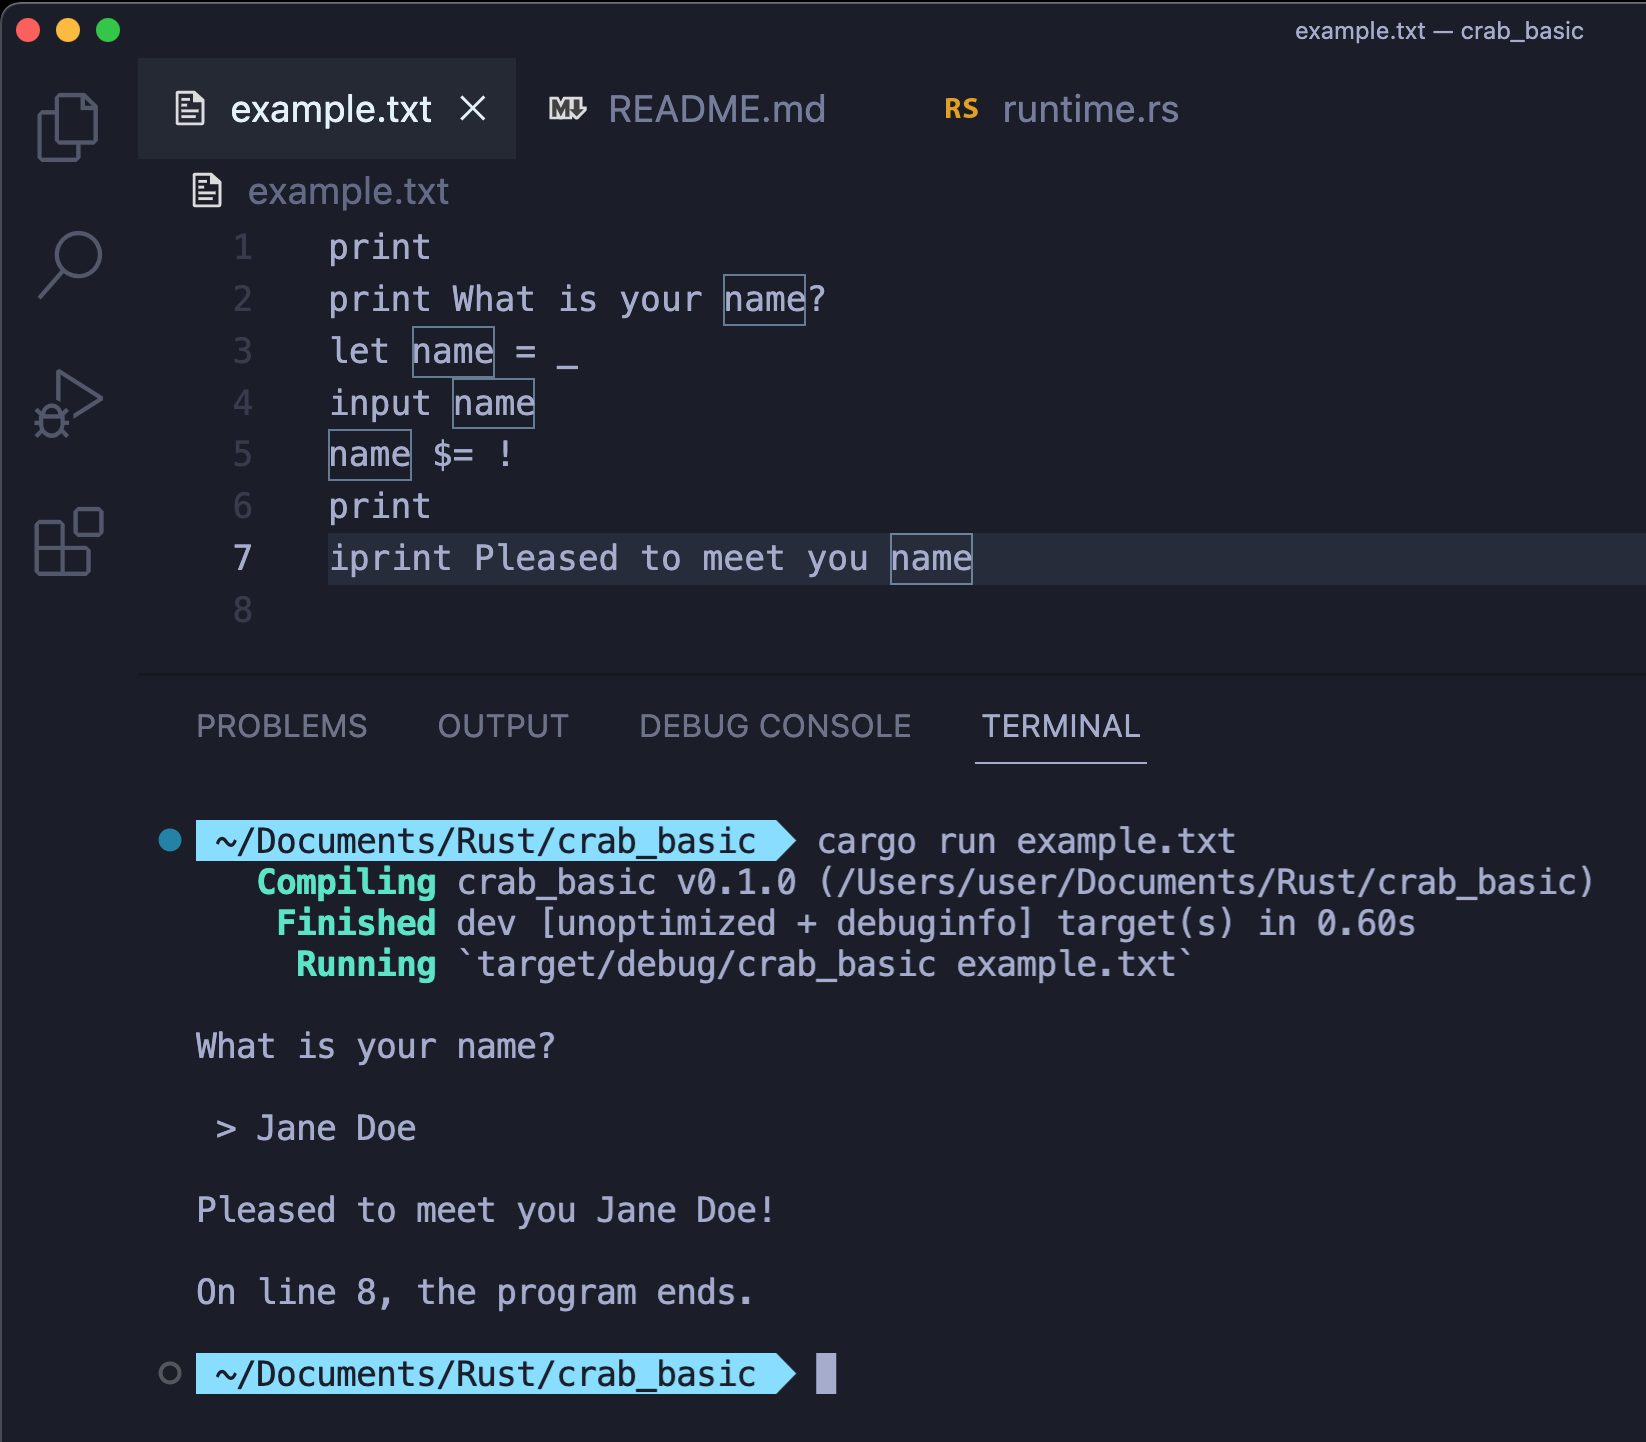 example.txt — crab_basic
example.txt README.md RS runtime.rs
example.txt
1 print
2 print What is your name?
3 let name = _
4 input name
5 name $= !
6 print
7 iprint Pleased to meet you name
8
PROBLEMS OUTPUT DEBUG CONSOLE TERMINAL
~/Documents/Rust/crab_basic cargo run example.txt
Compiling crab_basic v0.1.0 (/Users/user/Documents/Rust/crab_basic)
Finished dev [unoptimized + debuginfo] target(s) in 0.60s
Running `target/debug/crab_basic example.txt`
What is your name?
> Jane Doe
Pleased to meet you Jane Doe!
On line 8, the program ends.
~/Documents/Rust/crab_basic